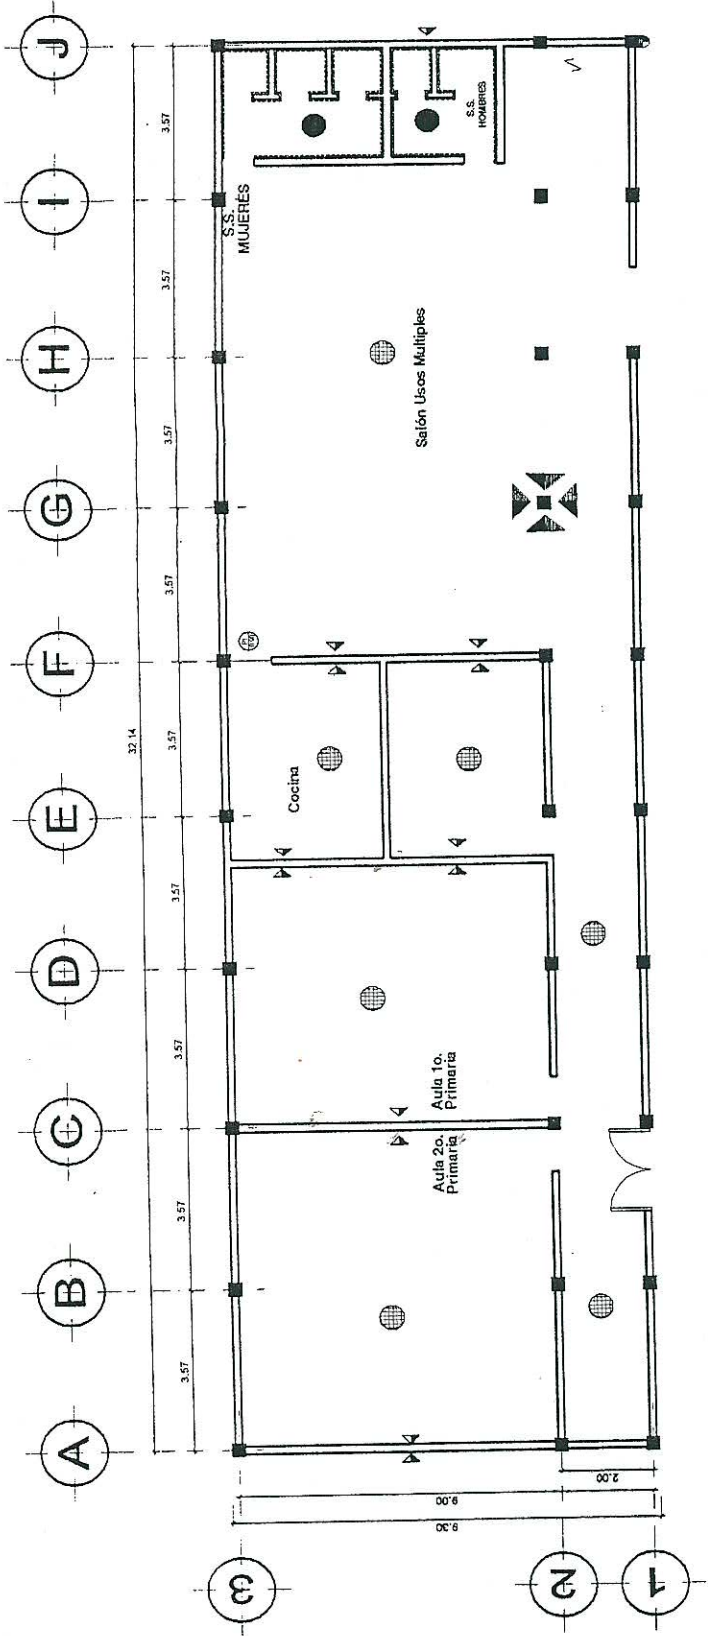 A
B
C
D
E
F
G
H
I
J
32.14
3.57
3.57
3.57
3.57
3.57
3.57
3.57
3.57
3.57
3
2
1
9.30
9.00
2.00
S.S.
MUJERÉS
Cocina
Salón Usos Multiples
Aula 2o.
Primaria
Aula 1o.
Primaria
S.S.
HOMBRES